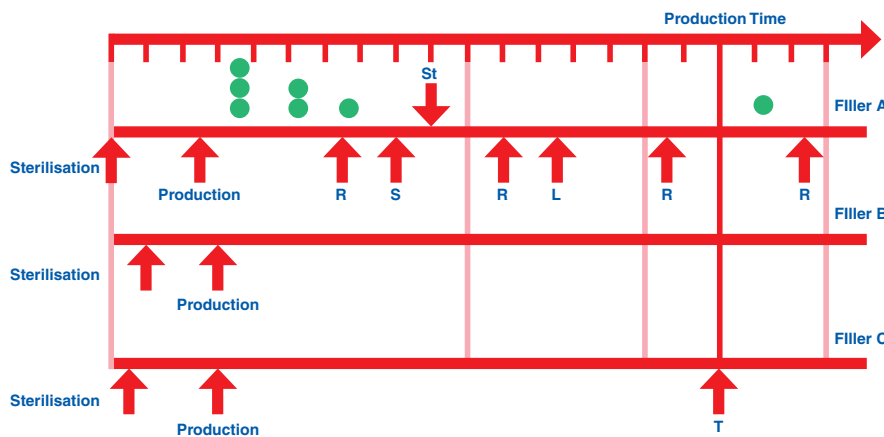 Production Time
St
FIller A
Sterilisation
Production
R
S
R
L
R
R
FIller B
Sterilisation
Production
FIller C
Sterilisation
Production
T